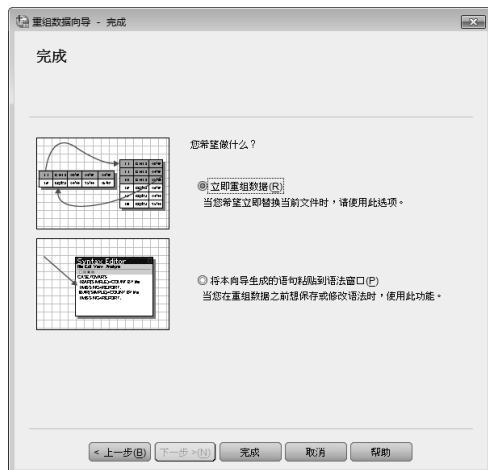 重组数据向导 - 完成
完成
您希望做什么？
立即重组数据(R)
当您希望立即替换当前文件时，请使用此选项。
Syntax Editor
将本向导生成的语句粘贴到语法窗口(P)
当您在重组数据之前想保存或修改语法时，使用此功能。
< 上一步(B)
下一步 >(N)
完成
取消
帮助